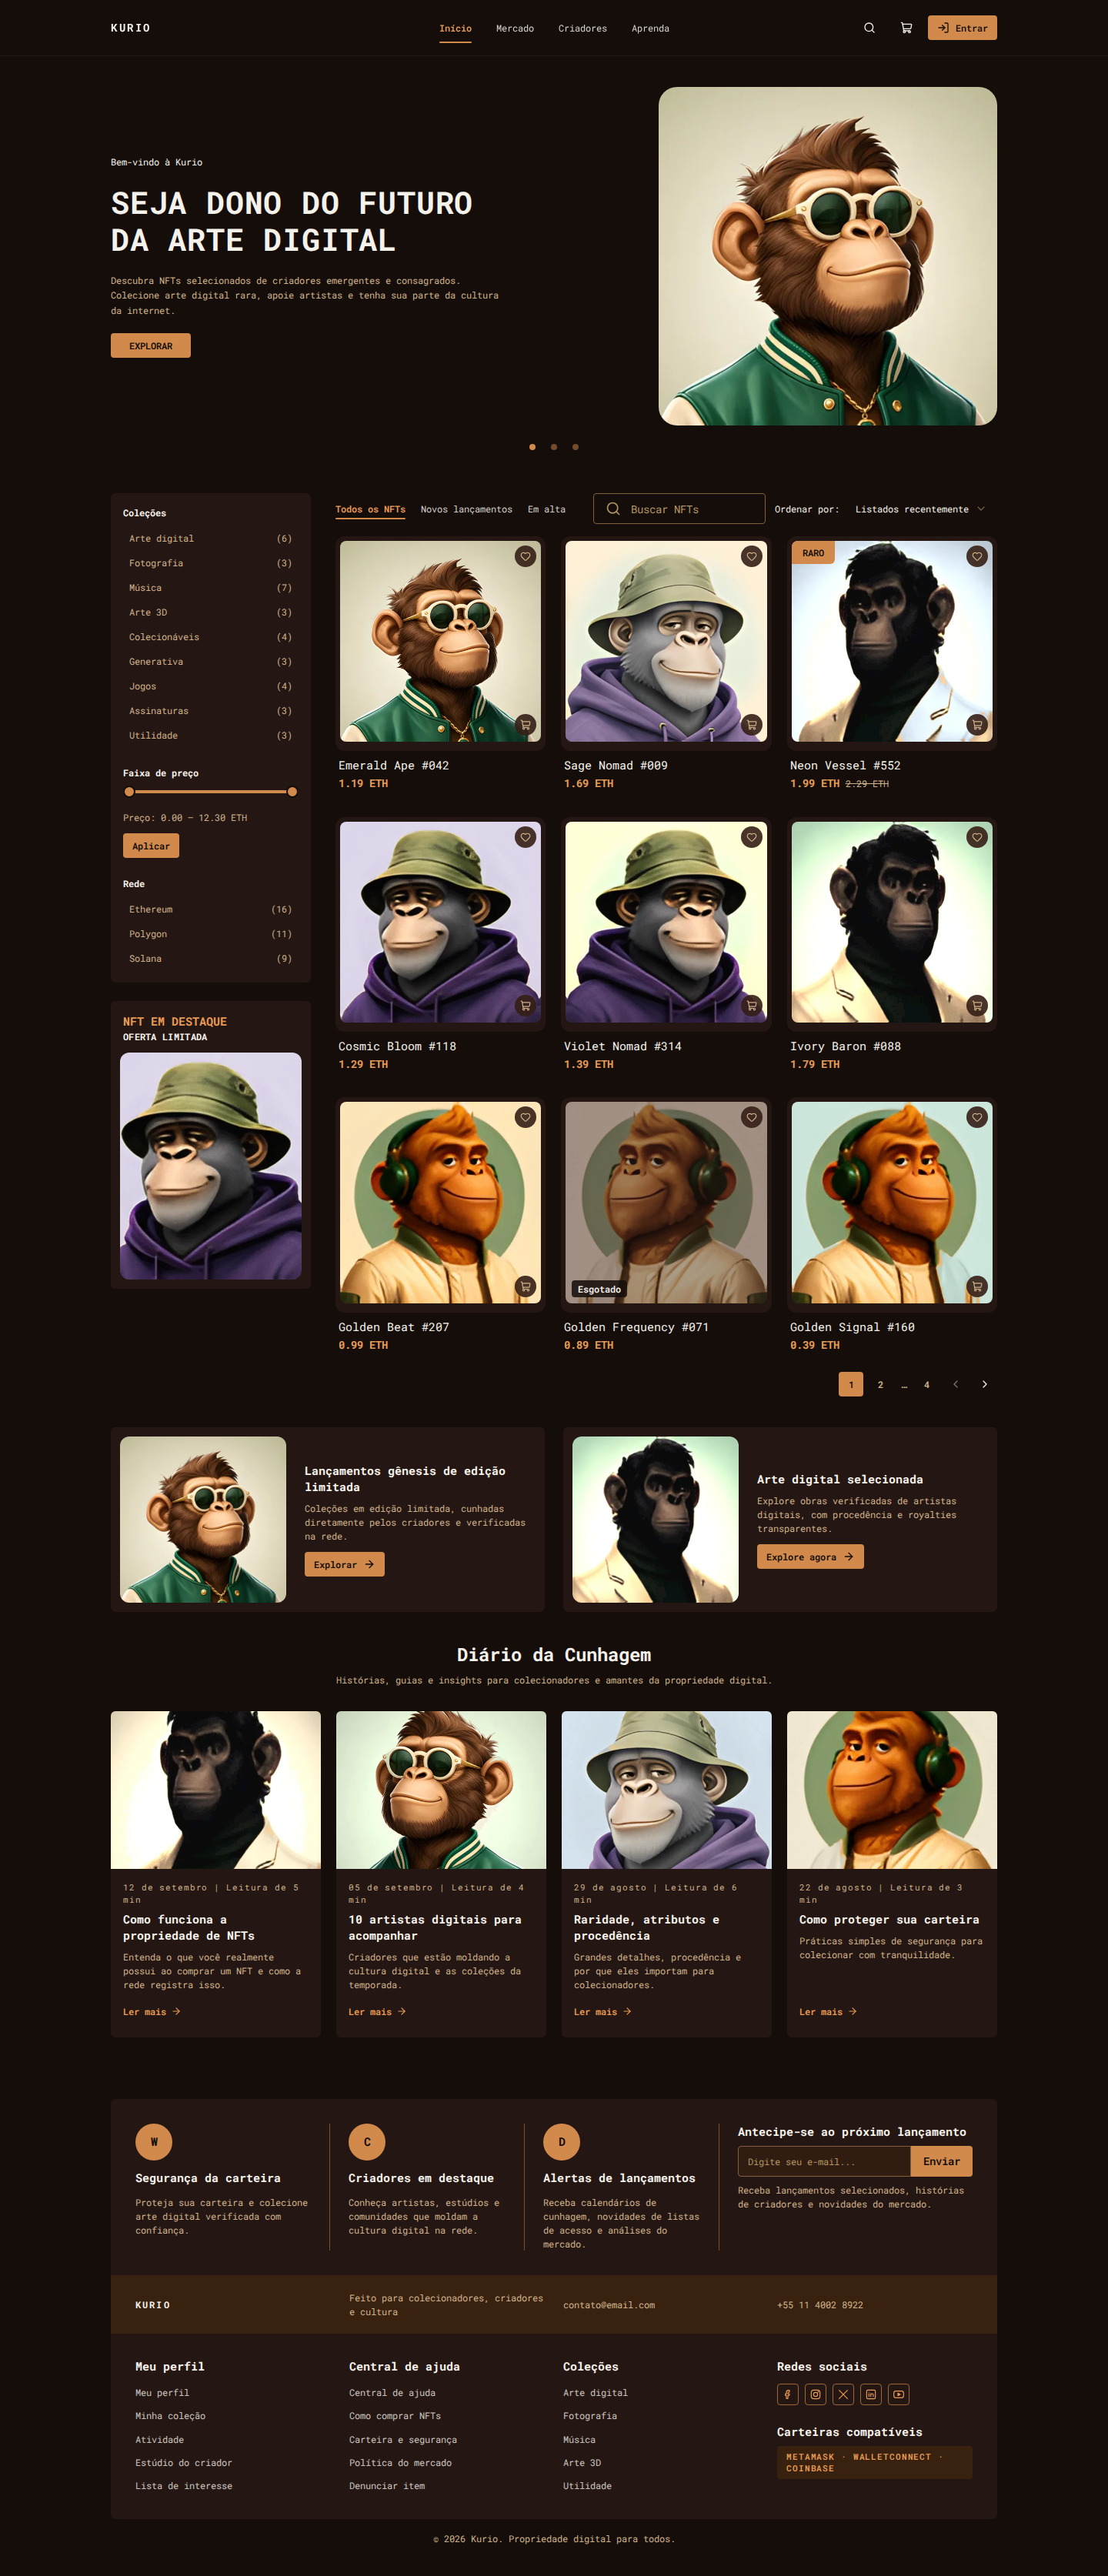 KURIO
Início
Mercado
Criadores
Aprenda
Entrar
Bem-vindo à Kurio
SEJA DONO DO FUTURO
DA ARTE DIGITAL
Descubra NFTs selecionados de criadores emergentes e consagrados.
Colecione arte digital rara, apoie artistas e tenha sua parte da cultura
da internet.
EXPLORAR
Coleções
Arte digital (6)
Fotografia (3)
Música (7)
Arte 3D (3)
Colecionáveis (4)
Generativa (3)
Jogos (4)
Assinaturas (3)
Utilidade (3)
Faixa de preço
Preço: 0.00 — 12.30 ETH
Aplicar
Rede
Ethereum (16)
Polygon (11)
Solana (9)
NFT EM DESTAQUE
OFERTA LIMITADA
Todos os NFTs
Novos lançamentos
Em alta
Buscar NFTs
Ordenar por:
Listados recentemente
Emerald Ape #042
1.19 ETH
Sage Nomad #009
1.69 ETH
RARO
Neon Vessel #552
1.99 ETH 2.29 ETH
Cosmic Bloom #118
1.29 ETH
Violet Nomad #314
1.39 ETH
Ivory Baron #088
1.79 ETH
Golden Beat #207
0.99 ETH
Esgotado
Golden Frequency #071
0.89 ETH
Golden Signal #160
0.39 ETH
1 2 … 4
Lançamentos gênesis de edição
limitada
Coleções em edição limitada, cunhadas
diretamente pelos criadores e verificadas
na rede.
Explorar
Arte digital selecionada
Explore obras verificadas de artistas
digitais, com procedência e royalties
transparentes.
Explore agora
Diário da Cunhagem
Histórias, guias e insights para colecionadores e amantes da propriedade digital.
12 de setembro | Leitura de 5
min
Como funciona a
propriedade de NFTs
Entenda o que você realmente
possui ao comprar um NFT e como a
rede registra isso.
Ler mais
05 de setembro | Leitura de 4
min
10 artistas digitais para
acompanhar
Criadores que estão moldando a
cultura digital e as coleções da
temporada.
Ler mais
29 de agosto | Leitura de 6
min
Raridade, atributos e
procedência
Grandes detalhes, procedência e
por que eles importam para
colecionadores.
Ler mais
22 de agosto | Leitura de 3
min
Como proteger sua carteira
Práticas simples de segurança para
colecionar com tranquilidade.
Ler mais
W
Segurança da carteira
Proteja sua carteira e colecione
arte digital verificada com
confiança.
C
Criadores em destaque
Conheça artistas, estúdios e
comunidades que moldam a
cultura digital na rede.
D
Alertas de lançamentos
Receba calendários de
cunhagem, novidades de listas
de acesso e análises do
mercado.
Antecipe-se ao próximo lançamento
Digite seu e-mail...
Enviar
Receba lançamentos selecionados, histórias
de criadores e novidades do mercado.
KURIO
Feito para colecionadores, criadores
e cultura
contato@email.com
+55 11 4002 8922
Meu perfil
Meu perfil
Minha coleção
Atividade
Estúdio do criador
Lista de interesse
Central de ajuda
Central de ajuda
Como comprar NFTs
Carteira e segurança
Política do mercado
Denunciar item
Coleções
Arte digital
Fotografia
Música
Arte 3D
Utilidade
Redes sociais
Carteiras compatíveis
METAMASK · WALLETCONNECT ·
COINBASE
© 2026 Kurio. Propriedade digital para todos.